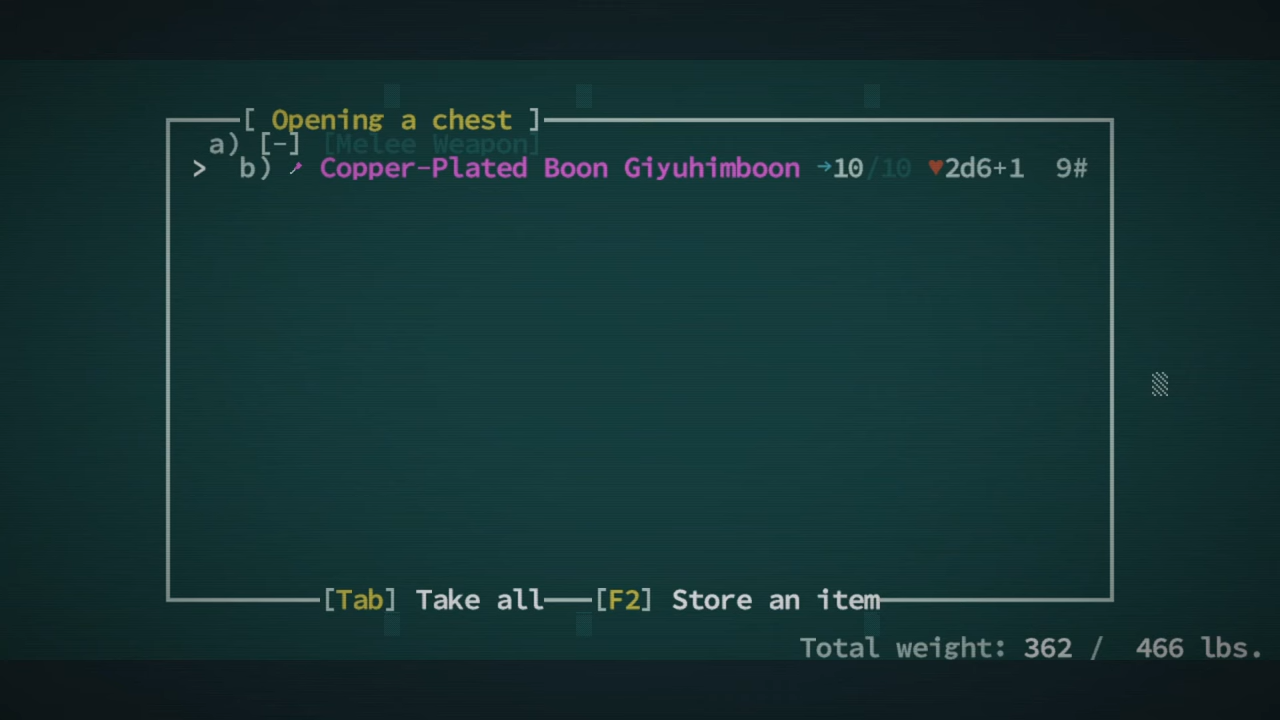 [ Opening a chest ]
a) [-] [Melee Weapon]
> b) Copper-Plated Boon Giyuhimboon →10/10 ♥2d6+1 9#
[Tab] Take all [F2] Store an item
Total weight: 362 / 466 lbs.